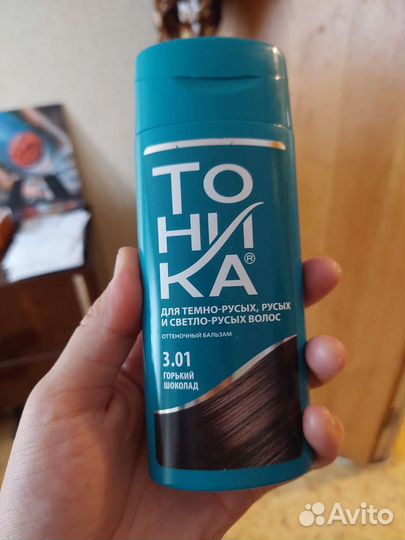 ТО
НИ
КА®
ДЛЯ ТЕМНО-РУСЫХ, РУСЫХ
И СВЕТЛО-РУСЫХ ВОЛОС
ОТТЕНОЧНЫЙ БАЛЬЗАМ
3.01
ГОРЬКИЙ
ШОКОЛАД
Avito